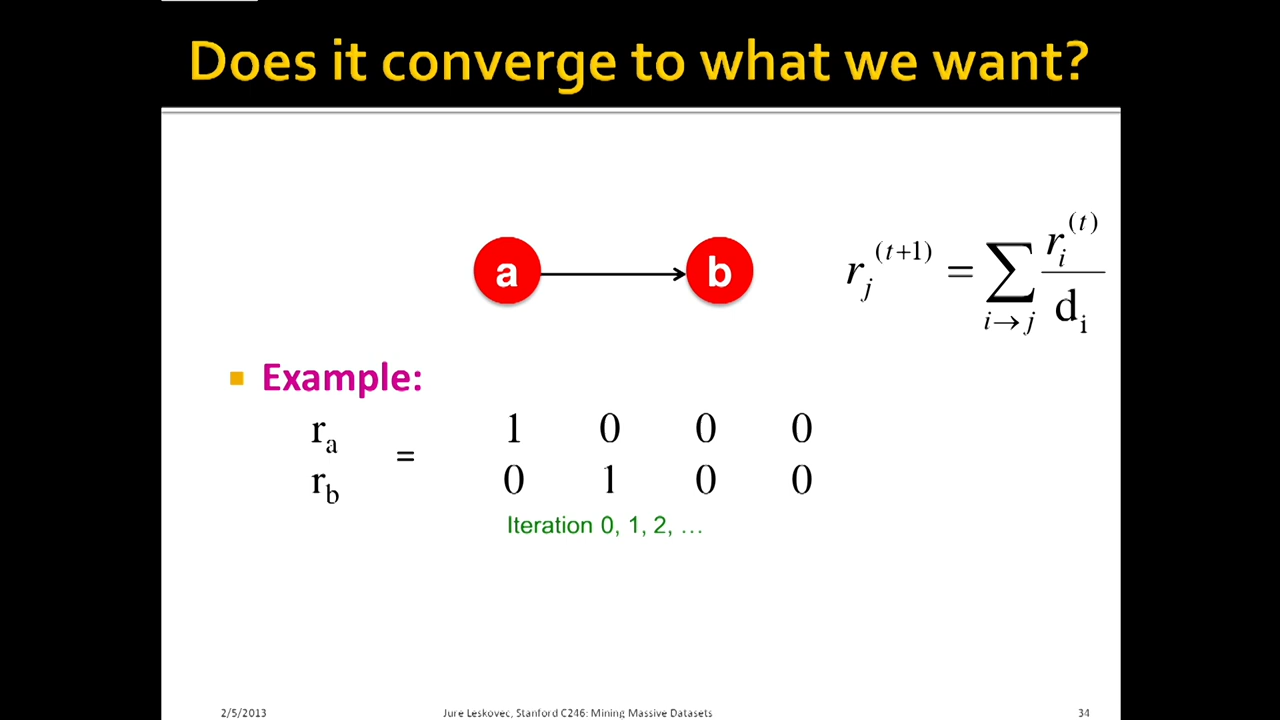 Does it converge to what we want?
a b
r_j^(t+1) = ∑_{i→j} r_i^(t) / d_i
Example:
r_a = 1 0 0 0
r_b 0 1 0 0
Iteration 0, 1, 2, …
2/5/2013 Jure Leskovec, Stanford C246: Mining Massive Datasets 34